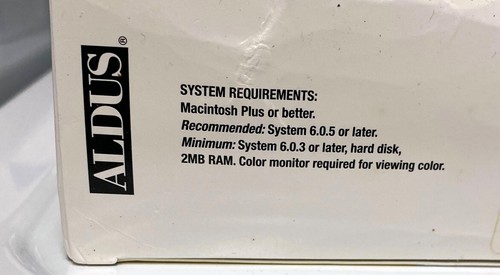 ALDUS®
SYSTEM REQUIREMENTS:
Macintosh Plus or better.
Recommended: System 6.0.5 or later.
Minimum: System 6.0.3 or later, hard disk,
2MB RAM. Color monitor required for viewing color.